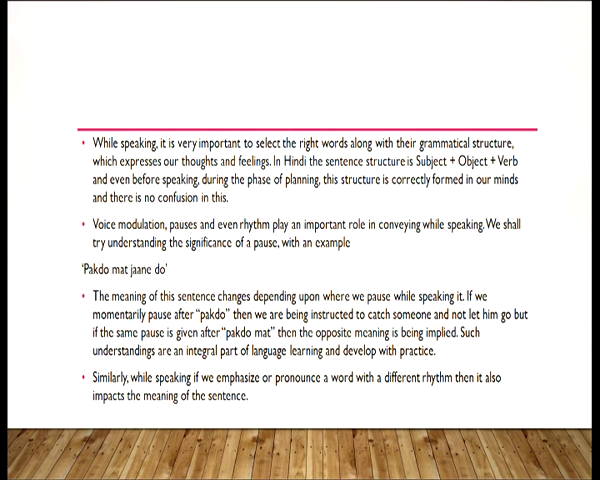 While speaking, it is very important to select the right words along with their grammatical structure,
which expresses our thoughts and feelings. In Hindi the sentence structure is Subject + Object + Verb
and even before speaking, during the phase of planning, this structure is correctly formed in our minds
and there is no confusion in this.
Voice modulation, pauses and even rhythm play an important role in conveying while speaking. We shall
try understanding the significance of a pause, with an example
'Pakdo mat jaane do'
The meaning of this sentence changes depending upon where we pause while speaking it. If we
momentarily pause after "pakdo" then we are being instructed to catch someone and not let him go but
if the same pause is given after "pakdo mat" then the opposite meaning is being implied. Such
understandings are an integral part of language learning and develop with practice.
Similarly, while speaking if we emphasize or pronounce a word with a different rhythm then it also
impacts the meaning of the sentence.